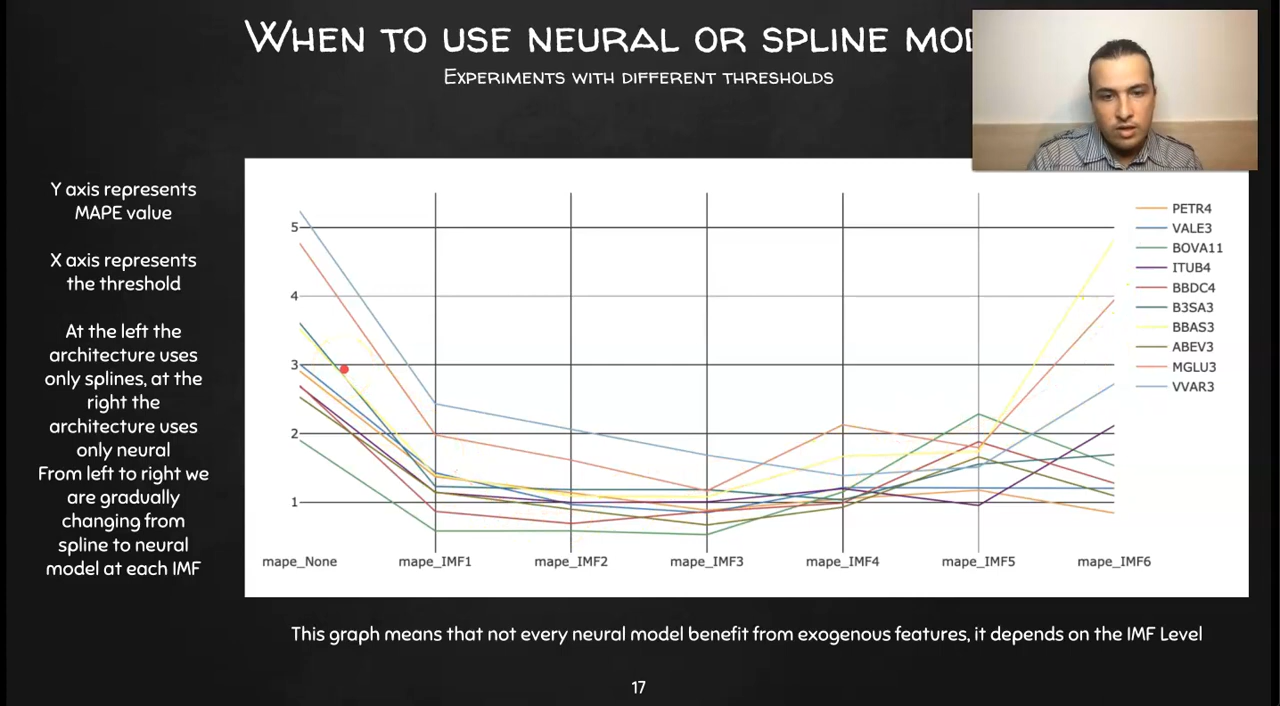 WHEN TO USE NEURAL OR SPLINE
EXPERIMENTS WITH DIFFERENT THRESHOLDS
Y axis represents
MAPE value
X axis represents
the threshold
At the left the
architecture uses
only splines, at the
right the
architecture uses
only neural
From left to right we
are gradually
changing from
spline to neural
model at each IMF
5
4
3
2
1
mape_None
mape_IMF1
mape_IMF2
mape_IMF3
mape_IMF4
mape_IMF5
mape_IMF6
PETR4
VALE3
BOVA11
ITUB4
BBDC4
B3SA3
BBAS3
ABEV3
MGLU3
VVAR3
This graph means that not every neural model benefit from exogenous features, it depends on the IMF Level
17